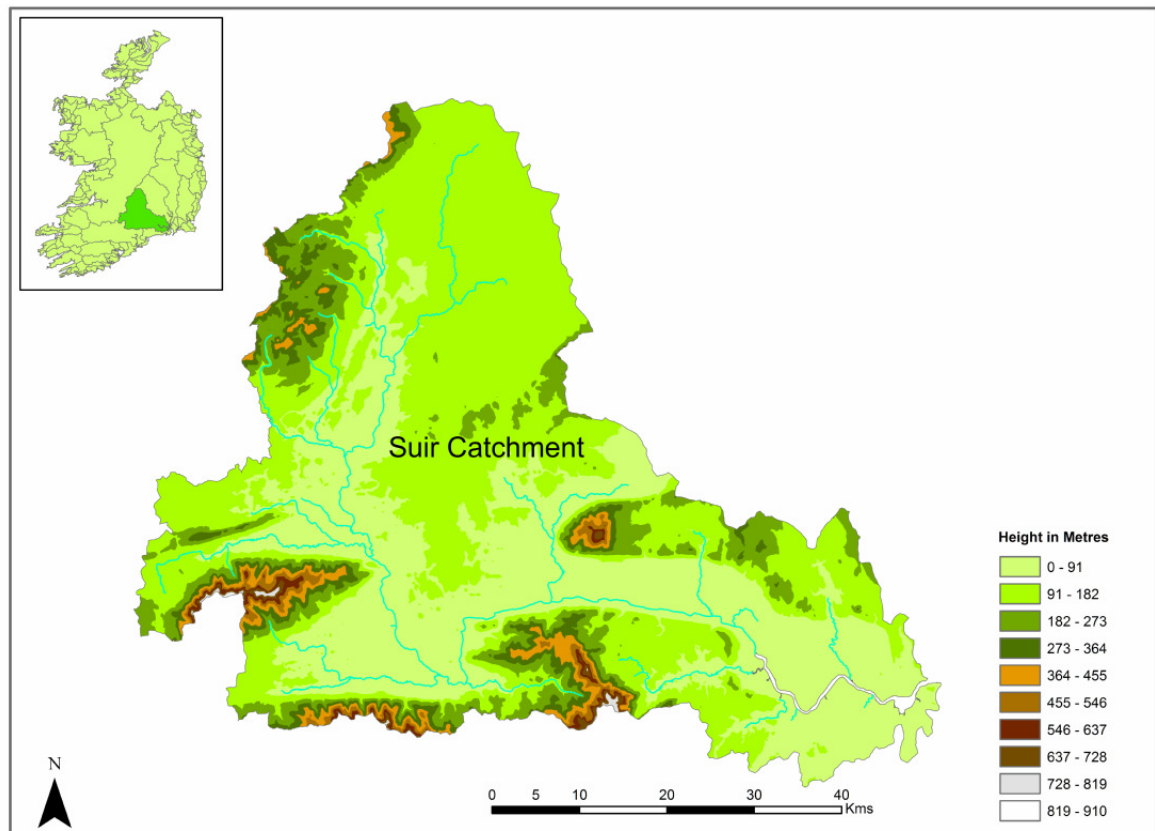 Suir Catchment
Height in Metres
0 - 91
91 - 182
182 - 273
273 - 364
364 - 455
455 - 546
546 - 637
637 - 728
728 - 819
819 - 910
N
0 5 10 20 30 40
Kms